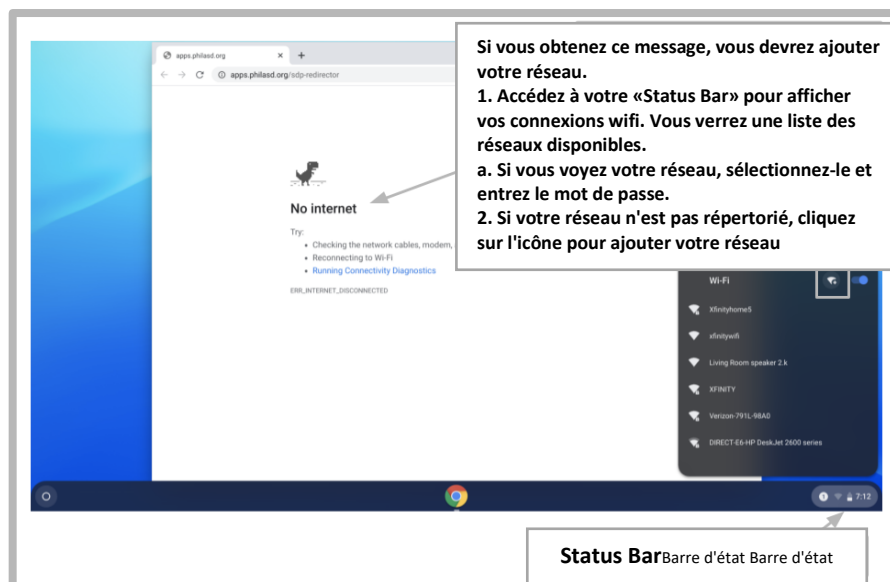 apps.philasd.org
apps.philasd.org/sdp-redirector
Si vous obtenez ce message, vous devrez ajouter
votre réseau.
1. Accédez à votre «Status Bar» pour afficher
vos connexions wifi. Vous verrez une liste des
réseaux disponibles.
a. Si vous voyez votre réseau, sélectionnez-le et
entrez le mot de passe.
2. Si votre réseau n'est pas répertorié, cliquez
sur l'icône pour ajouter votre réseau
No internet
Try:
Checking the network cables, modem,
Reconnecting to Wi-Fi
Running Connectivity Diagnostics
ERR_INTERNET_DISCONNECTED
Wi-Fi
Xfinityhome5
xfinitywifi
Living Room speaker 2.k
XFINITY
Verizon-791L-98A0
DIRECT-E6-HP DeskJet 2600 series
1 7:12
Status BarBarre d'état Barre d'état